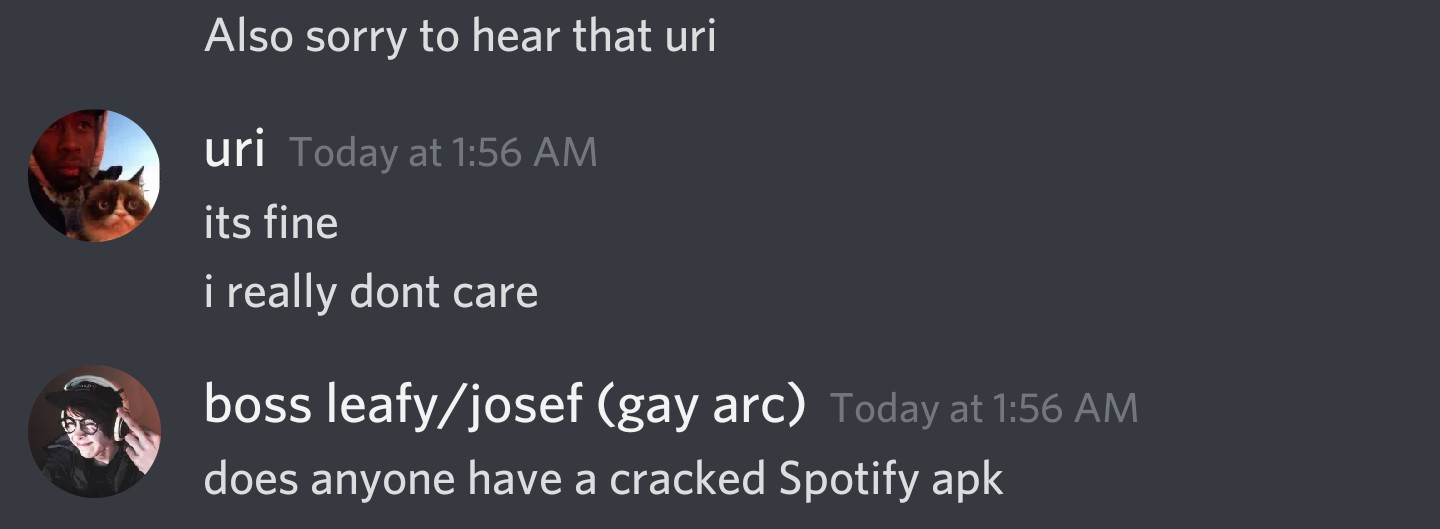 Also sorry to hear that uri
uri Today at 1:56 AM
its fine
i really dont care
boss leafy/josef (gay arc) Today at 1:56 AM
does anyone have a cracked Spotify apk